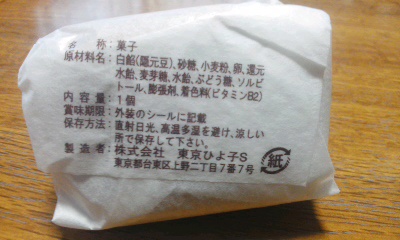 名 称:菓子
原材料名:白餡(隠元豆)、砂糖、小麦粉、卵、還元
水飴、麦芽糖、水飴、ぶどう糖、ソルビ
トール、膨張剤、着色料(ビタミンB2)
内 容 量:1個
賞味期限:外装のシールに記載
保存方法:直射日光、高温多湿を避け、涼しい
所で保存して下さい。
製 造 者:株式会社 東京ひよ子S
東京都台東区上野二丁目7番7号
紙